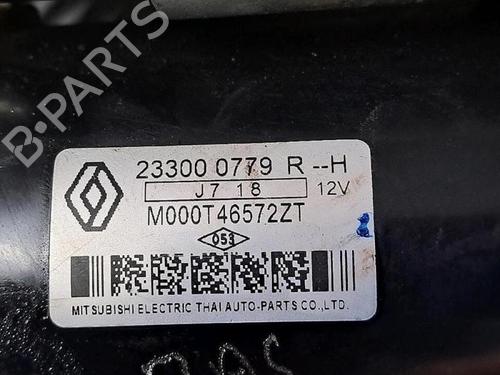 B-PARTS
23300 0779 R --H
J7 18 12V
M000T46572ZT
053
MITSUBISHI ELECTRIC THAI AUTO-PARTS CO.,LTD.